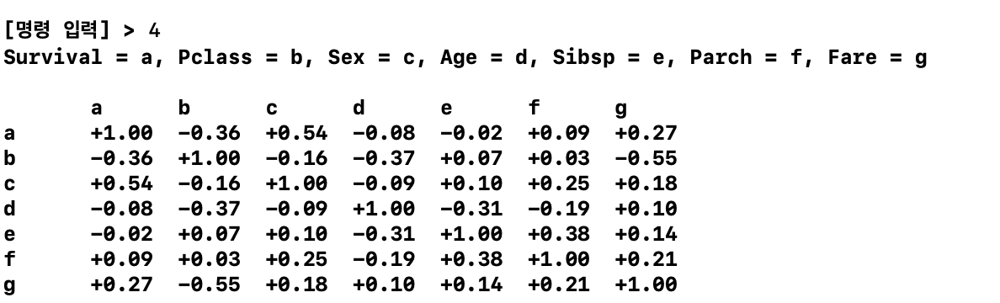 [명령 입력] > 4
Survival = a, Pclass = b, Sex = c, Age = d, Sibsp = e, Parch = f, Fare = g
a b c d e f g
a +1.00 -0.36 +0.54 -0.08 -0.02 +0.09 +0.27
b -0.36 +1.00 -0.16 -0.37 +0.07 +0.03 -0.55
c +0.54 -0.16 +1.00 -0.09 +0.10 +0.25 +0.18
d -0.08 -0.37 -0.09 +1.00 -0.31 -0.19 +0.10
e -0.02 +0.07 +0.10 -0.31 +1.00 +0.38 +0.14
f +0.09 +0.03 +0.25 -0.19 +0.38 +1.00 +0.21
g +0.27 -0.55 +0.18 +0.10 +0.14 +0.21 +1.00